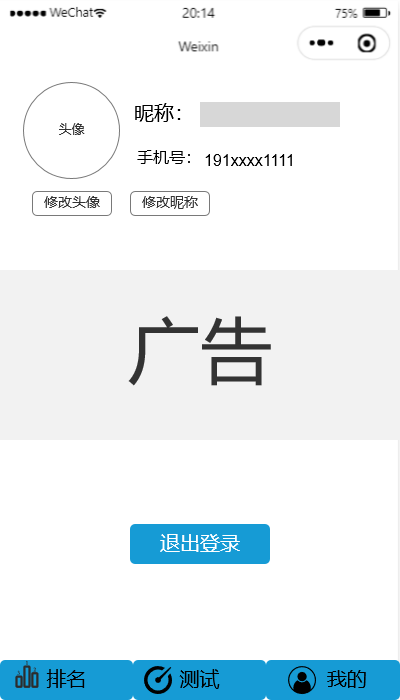 WeChat 20:14 75%
Weixin
头像
昵称：
手机号： 191xxxx1111
修改头像 修改昵称
广告
退出登录
排名 测试 我的